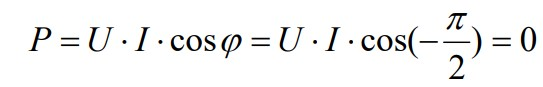 P = U · I · cos φ = U · I · cos(−π/2) = 0